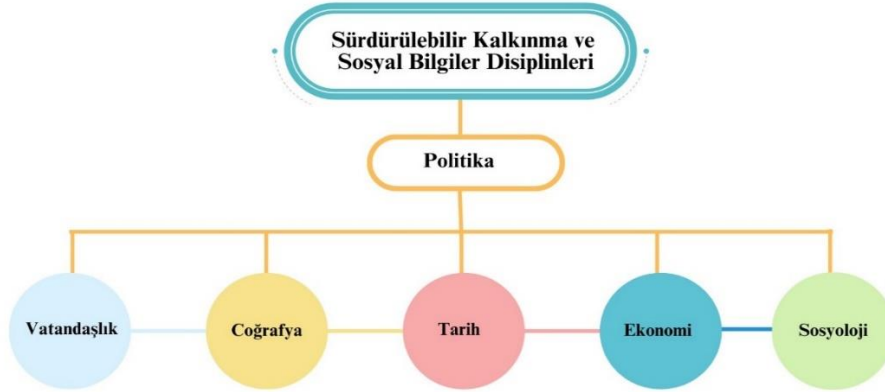 Sürdürülebilir Kalkınma ve
Sosyal Bilgiler Disiplinleri
Politika
Vatandaşlık
Coğrafya
Tarih
Ekonomi
Sosyoloji